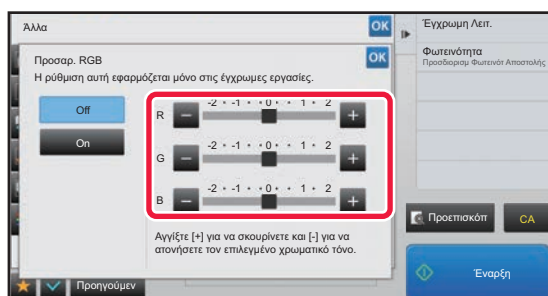 Άλλα
OK
Έγχρωμη Λειτ.
Φωτεινότητα
Προσδιορισμ Φωτεινότ Αποστολής
Προσαρ. RGB
OK
Η ρύθμιση αυτή εφαρμόζεται μόνο στις έγχρωμες εργασίες.
Off
On
-2 • -1 • • 0 • • 1 • 2
R − +
-2 • -1 • • 0 • • 1 • 2
G − +
-2 • -1 • • 0 • • 1 • 2
B − +
Αγγίξτε [+] για να σκουρίνετε και [-] για να
ατονήσετε τον επιλεγμένο χρωματικό τόνο.
Προεπισκόπ
CA
Προηγούμεν
Έναρξη